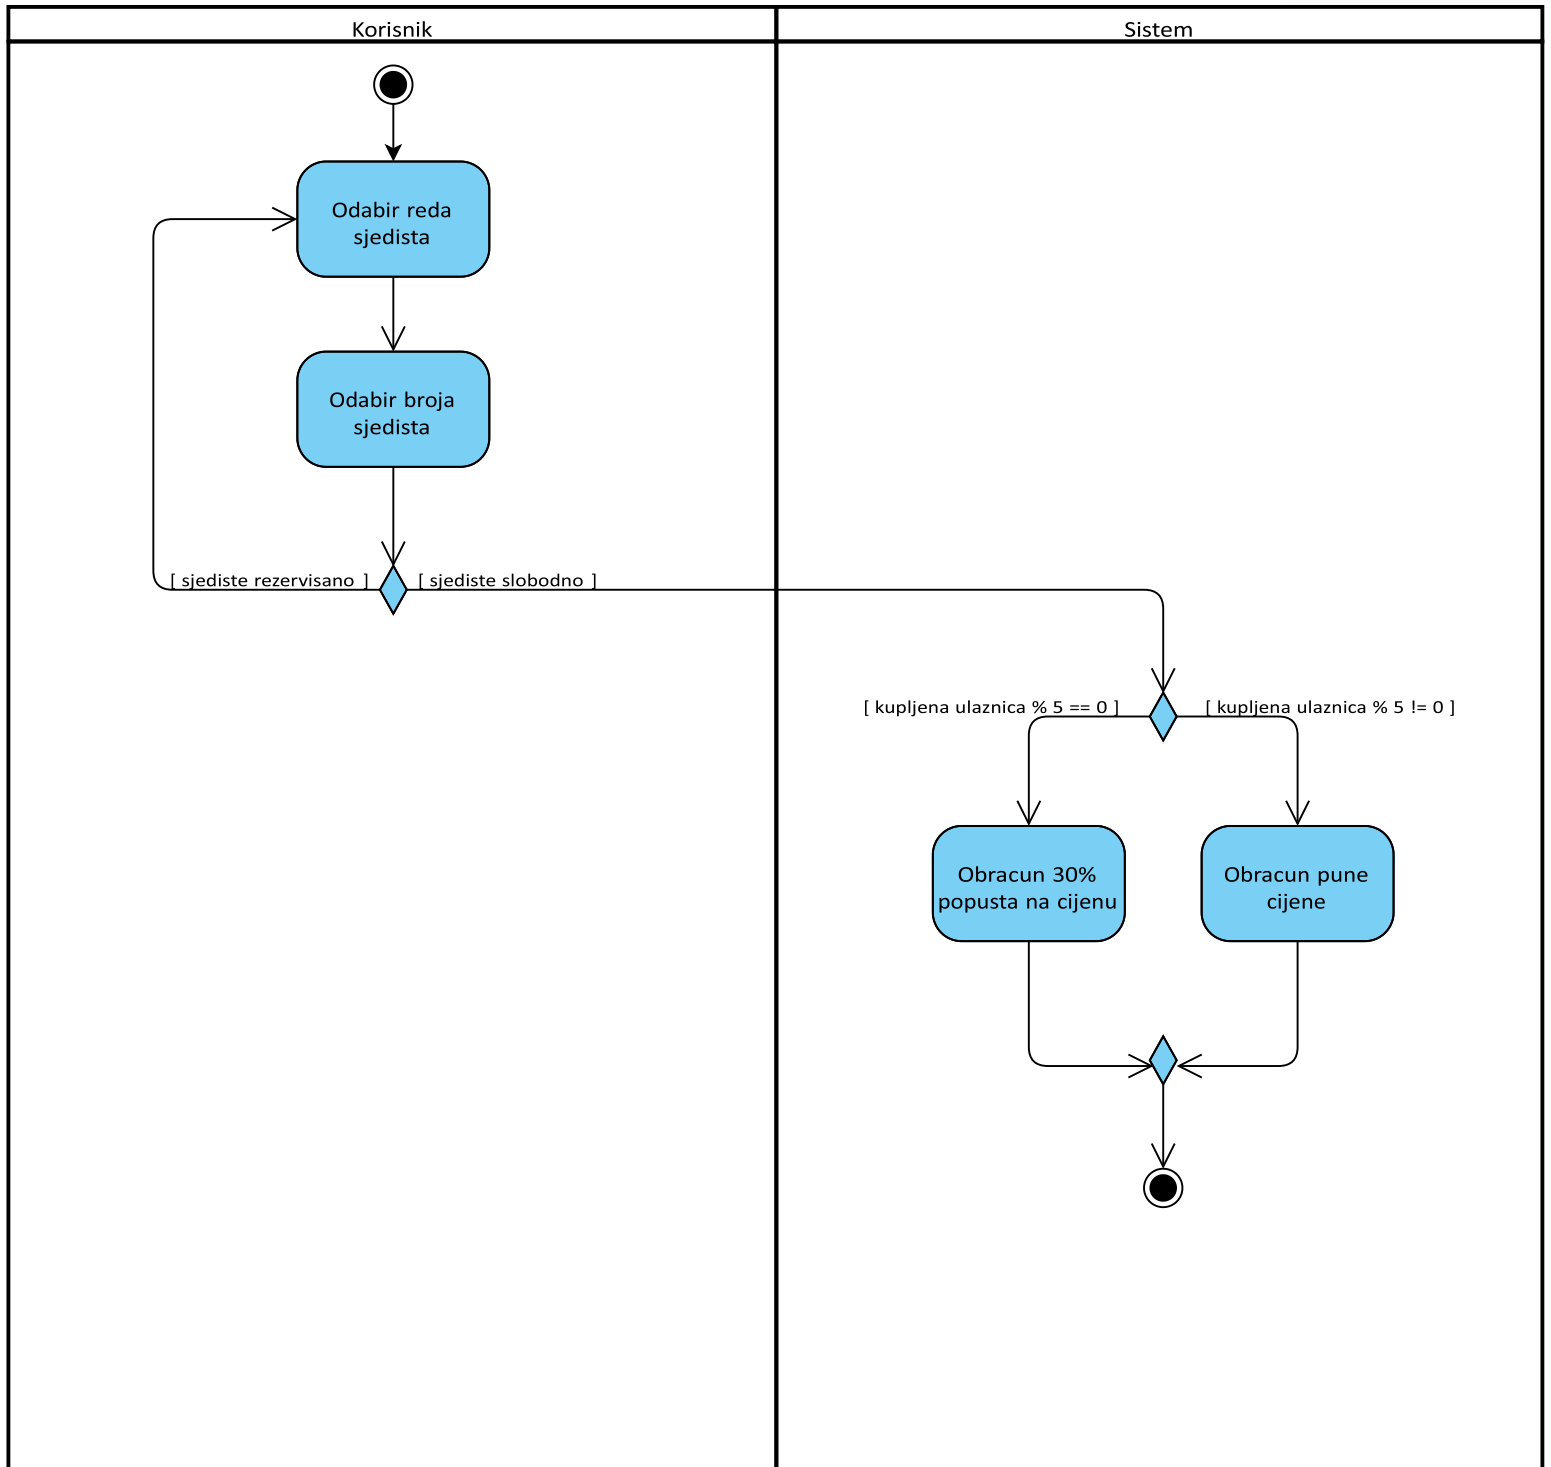 Korisnik
Sistem
Odabir reda
sjedista
Odabir broja
sjedista
[ sjediste rezervisano ]
[ sjediste slobodno ]
[ kupljena ulaznica % 5 == 0 ]
[ kupljena ulaznica % 5 != 0 ]
Obracun 30%
popusta na cijenu
Obracun pune
cijene